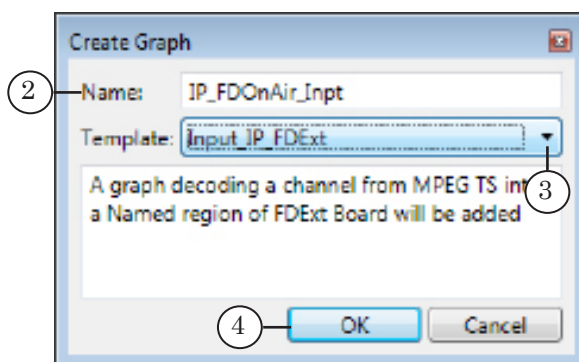 Create Graph
2 Name: IP_FDOnAir_Inpt
Template: Input_IP_FDExt
3
A graph decoding a channel from MPEG TS
a Named region of FDExt Board will be added
4 OK Cancel